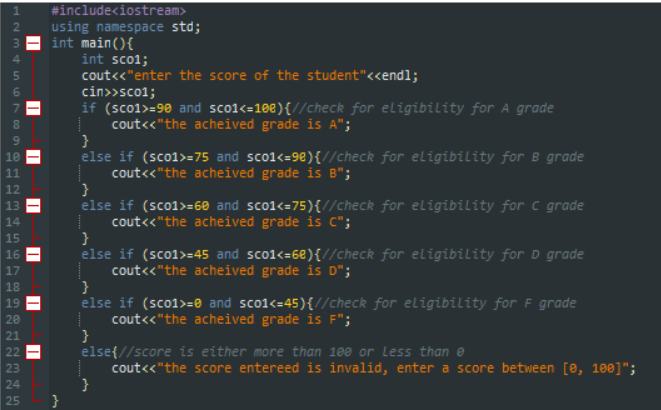 1 #include<iostream>
2 using namespace std;
3 int main(){
4 int sco1;
5 cout<<"enter the score of the student"<<endl;
6 cin>>sco1;
7 if (sco1>=90 and sco1<=100){//check for eligibility for A grade
8 cout<<"the acheived grade is A";
9 }
10 else if (sco1>=75 and sco1<=90){//check for eligibility for B grade
11 cout<<"the acheived grade is B";
12 }
13 else if (sco1>=60 and sco1<=75){//check for eligibility for C grade
14 cout<<"the acheived grade is C";
15 }
16 else if (sco1>=45 and sco1<=60){//check for eligibility for D grade
17 cout<<"the acheived grade is D";
18 }
19 else if (sco1>=0 and sco1<=45){//check for eligibility for F grade
20 cout<<"the acheived grade is F";
21 }
22 else{//score is either more than 100 or less than 0
23 cout<<"the score entereed is invalid, enter a score between [0, 100]";
24 }
25 }